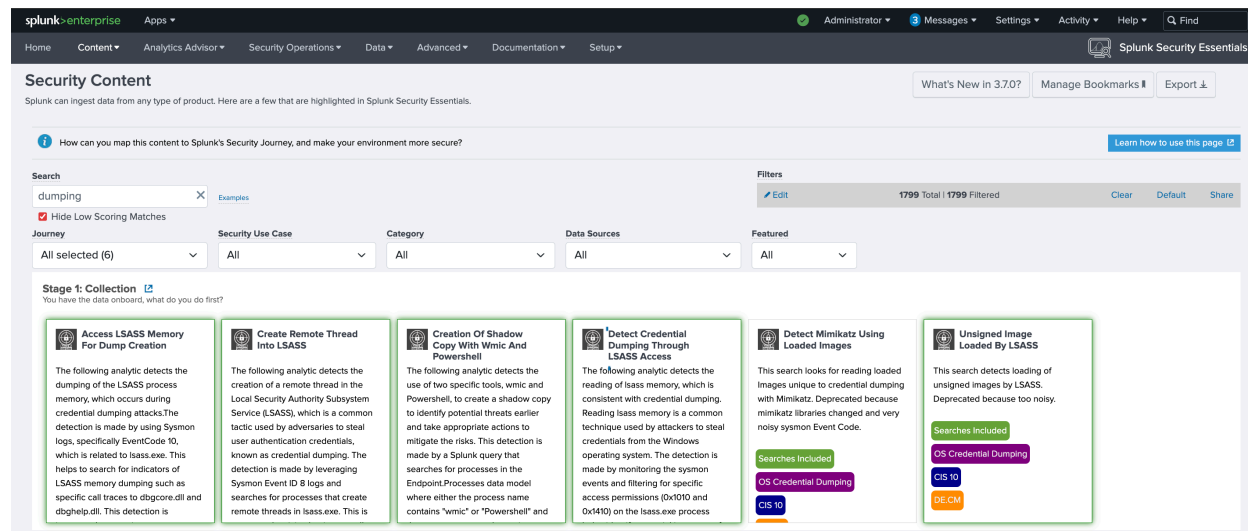 splunk>enterprise Apps Administrator 3 Messages Settings Activity Help Find
Home Content Analytics Advisor Security Operations Data Advanced Documentation Setup Splunk Security Essentials
Security Content
What's New in 3.7.0? Manage Bookmarks Export
Splunk can ingest data from any type of product. Here are a few that are highlighted in Splunk Security Essentials.
How can you map this content to Splunk's Security Journey, and make your environment more secure?
Learn how to use this page
Search
dumping
Examples
Hide Low Scoring Matches
Filters
Edit 1799 Total | 1799 Filtered Clear Default Share
Journey Security Use Case Category Data Sources Featured
All selected (6) All All All All
Stage 1: Collection
You have the data onboard, what do you do first?
Access LSASS Memory
For Dump Creation
The following analytic detects the
dumping of the LSASS process
memory, which occurs during
credential dumping attacks.The
detection is made by using Sysmon
logs, specifically EventCode 10,
which is related to lsass.exe. This
helps to search for indicators of
LSASS memory dumping such as
specific call traces to dbgcore.dll and
dbghelp.dll. This detection is
Create Remote Thread
Into LSASS
The following analytic detects the
creation of a remote thread in the
Local Security Authority Subsystem
Service (LSASS), which is a common
tactic used by adversaries to steal
user authentication credentials,
known as credential dumping. The
detection is made by leveraging
Sysmon Event ID 8 logs and
searches for processes that create
remote threads in lsass.exe. This is
Creation Of Shadow
Copy With Wmic And
Powershell
The following analytic detects the
use of two specific tools, wmic and
Powershell, to create a shadow copy
to identify potential threats earlier
and take appropriate actions to
mitigate the risks. This detection is
made by a Splunk query that
searches for processes in the
Endpoint.Processes data model
where either the process name
contains "wmic" or "Powershell" and
Detect Credential
Dumping Through
LSASS Access
The following analytic detects the
reading of lsass memory, which is
consistent with credential dumping.
Reading lsass memory is a common
technique used by attackers to steal
credentials from the Windows
operating system. The detection is
made by monitoring the sysmon
events and filtering for specific
access permissions (0x1010 and
0x1410) on the lsass.exe process
Detect Mimikatz Using
Loaded Images
This search looks for reading loaded
Images unique to credential dumping
with Mimikatz. Deprecated because
mimikatz libraries changed and very
noisy sysmon Event Code.
Searches Included
OS Credential Dumping
CIS 10
Unsigned Image
Loaded By LSASS
This search detects loading of
unsigned images by LSASS.
Deprecated because too noisy.
Searches Included
OS Credential Dumping
CIS 10
DE.CM